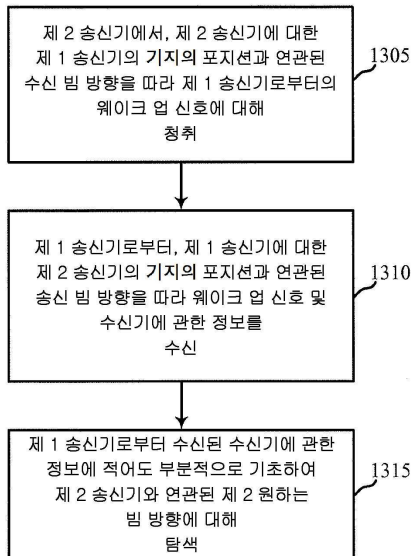 제 2 송신기에서, 제 2 송신기에 대한
제 1 송신기의 기지의 포지션과 연관된
수신 빔 방향을 따라 제 1 송신기로부터의
웨이크 업 신호에 대해
청취
1305
제 1 송신기로부터, 제 1 송신기에 대한
제 2 송신기의 기지의 포지션과 연관된
송신 빔 방향을 따라 웨이크 업 신호 및
수신기에 관한 정보를
수신
1310
제 1 송신기로부터 수신된 수신기에 관한
정보에 적어도 부분적으로 기초하여
제 2 송신기와 연관된 제 2 원하는
빔 방향에 대해
탐색
1315